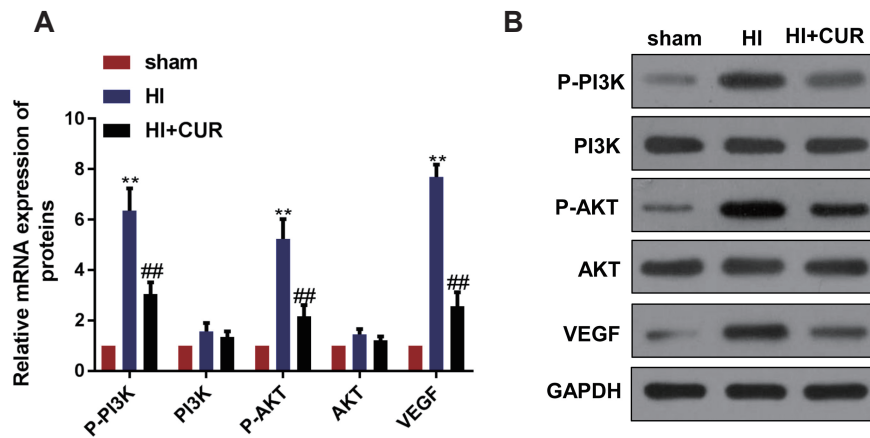 A
sham
HI
HI+CUR
Relative mRNA expression of
proteins
10
8
6
4
2
0
**
##
**
##
**
##
P-PI3K
PI3K
P-AKT
AKT
VEGF
B
sham HI HI+CUR
P-PI3K
PI3K
P-AKT
AKT
VEGF
GAPDH